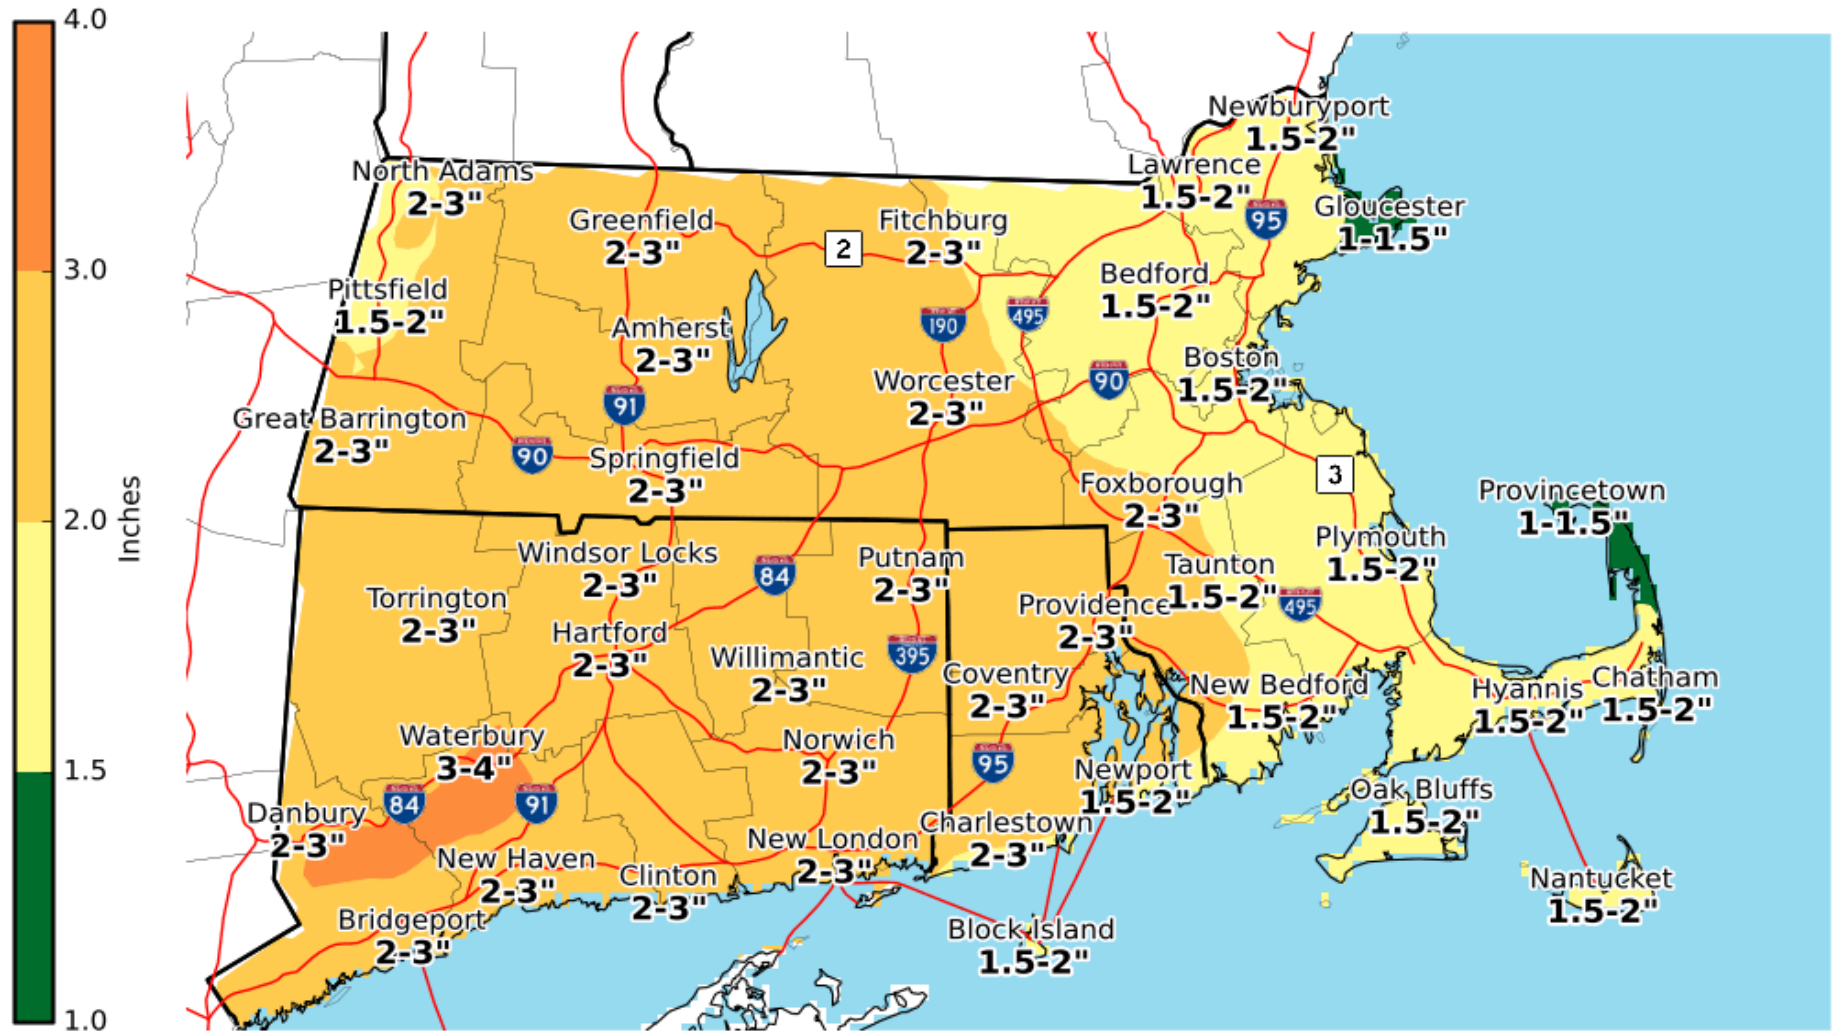 4.0
3.0
2.0
1.5
1.0
Inches
Newburyport
1.5-2"
Lawrence
1.5-2"
North Adams
2-3"
95
Gloucester
1-1.5"
Greenfield
2-3"
2
Fitchburg
2-3"
Bedford
1.5-2"
Pittsfield
1.5-2"
190
495
Amherst
2-3"
Boston
1.5-2"
Worcester
2-3"
90
91
Great Barrington
2-3"
90
Springfield
2-3"
3
Foxborough
2-3"
Provincetown
1-1.5"
Plymouth
1.5-2"
Windsor Locks
2-3"
84
Putnam
2-3"
Taunton
1.5-2"
495
Torrington
2-3"
Providence
2-3"
Hartford
2-3"
395
Willimantic
2-3"
Coventry
2-3"
New Bedford
1.5-2"
Hyannis
1.5-2"
Chatham
1.5-2"
Waterbury
3-4"
Norwich
2-3"
95
Newport
1.5-2"
84
91
Oak Bluffs
1.5-2"
Danbury
2-3"
Charlestown
2-3"
New London
2-3"
New Haven
2-3"
Clinton
2-3"
Nantucket
1.5-2"
Bridgeport
2-3"
Block Island
1.5-2"